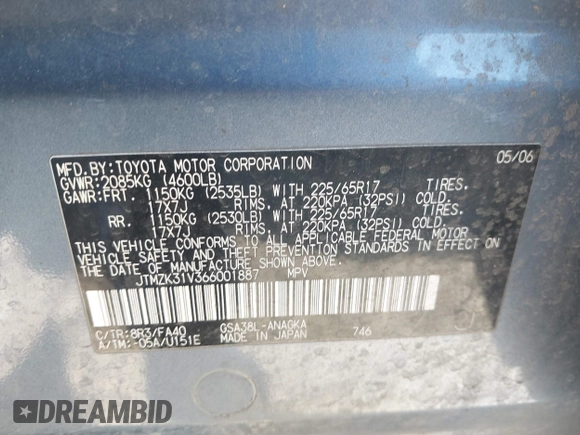 MFD.BY:TOYOTA MOTOR CORPORATION 05/06
GVWR:2085KG (4600LB)
GAWR:FRT. 1150KG (2535LB) WITH 225/65R17 TIRES,
17X7J RIMS, AT 220KPA (32PSI) COLD
RR. 1150KG (2530LB) WITH 225/65R17 TIRES,
17X7J RIMS, AT 220KPA (32PSI) COLD
THIS VEHICLE CONFORMS TO ALL APPLICABLE FEDERAL MOTOR
VEHICLE SAFETY AND THEFT PREVENTION STANDARDS IN EFFECT
ON THE DATE OF MANUFACTURE SHOWN ABOVE.
JTMZK31V366001887 MPV
C/TR:8R3/FA40 GSA38L-ANAGKA 746
A/TM:-05A/U151E MADE IN JAPAN
DREAMBID